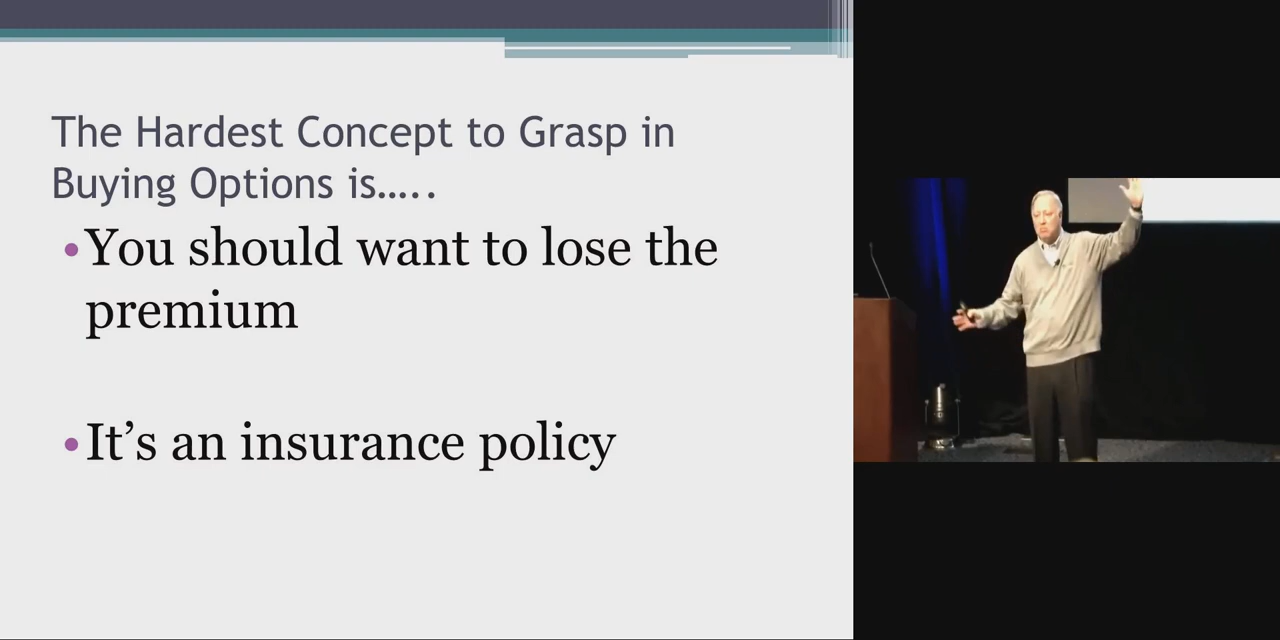 The Hardest Concept to Grasp in
Buying Options is…..
•You should want to lose the
premium
•It’s an insurance policy